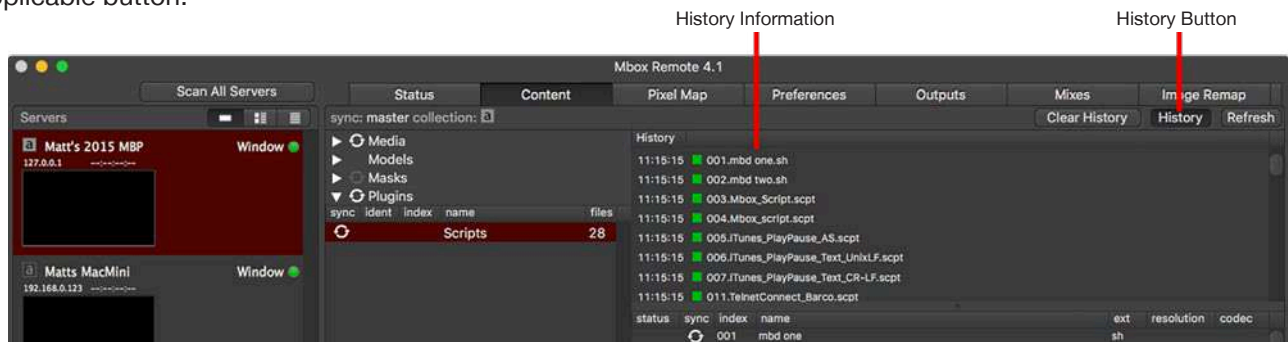 plicable button.
History Information
History Button
Mbox Remote 4.1
Scan All Servers
Status Content Pixel Map Preferences Outputs Mixes Image Remap
Servers
sync: master collection: a
Clear History History Refresh
a Matt's 2015 MBP Window
127.0.0.1 --:--:--:--
Media
Models
Masks
Plugins
sync ident index name files
Scripts 28
History
11:15:15 001.mbd one.sh
11:15:15 002.mbd two.sh
11:15:15 003.Mbox_Script.scpt
11:15:15 004.Mbox_script.scpt
11:15:15 005.iTunes_PlayPause_AS.scpt
11:15:15 006.iTunes_PlayPause_Text_UnixLF.scpt
11:15:15 007.iTunes_PlayPause_Text_CR-LF.scpt
11:15:15 011.TelnetConnect_Barco.scpt
a Matts MacMini Window
192.168.0.123 --:--:--:--
status sync index name ext resolution codec
001 mbd one sh